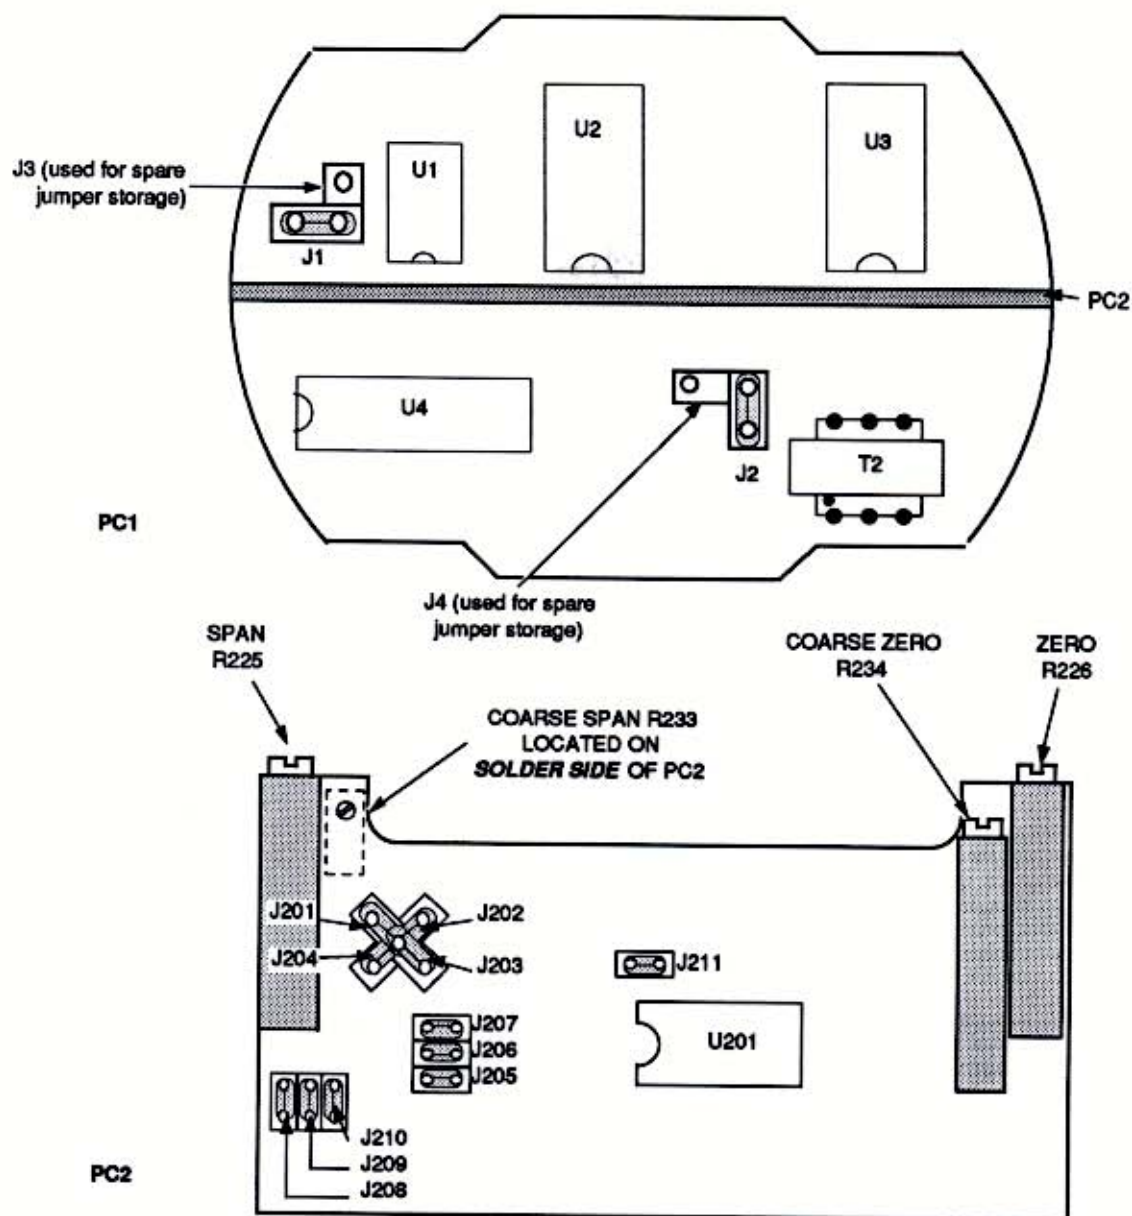 U2
U3
U1
J3 (used for spare
jumper storage)
J1
PC2
U4
J2
T2
PC1
J4 (used for spare
jumper storage)
SPAN
R225
COARSE ZERO
R234
ZERO
R226
COARSE SPAN R233
LOCATED ON
SOLDER SIDE OF PC2
J201
J202
J204
J203
J211
J207
J206
J205
U201
J210
J209
J208
PC2